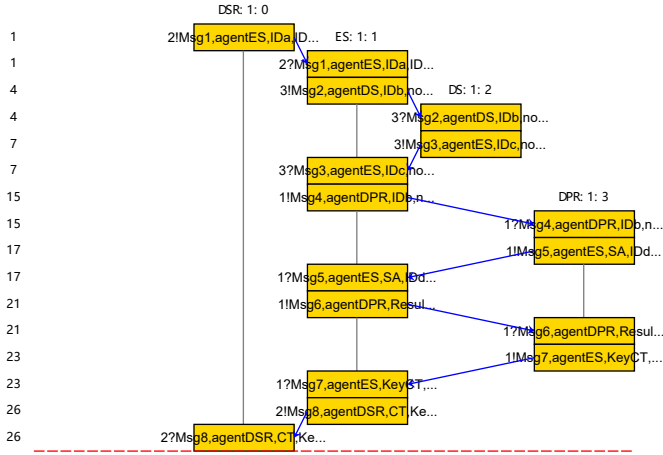 DSR: 1: 0
1 2!Msg1,agentES,IDa,ID... ES: 1: 1
1 2?Msg1,agentES,IDa,ID...
4 3!Msg2,agentDS,IDb,no... DS: 1: 2
4 3?Msg2,agentDS,IDb,no...
7 3!Msg3,agentES,IDc,no...
7 3?Msg3,agentES,IDc,no...
15 1!Msg4,agentDPR,IDb,n... DPR: 1: 3
15 1?Msg4,agentDPR,IDb,n...
17 1!Msg5,agentES,SA,IDd...
17 1?Msg5,agentES,SA,IDd...
21 1!Msg6,agentDPR,Resul...
21 1?Msg6,agentDPR,Resul...
23 1!Msg7,agentES,KeyCT,...
23 1?Msg7,agentES,KeyCT,...
26 2!Msg8,agentDSR,CT,Ke...
26 2?Msg8,agentDSR,CT,Ke...